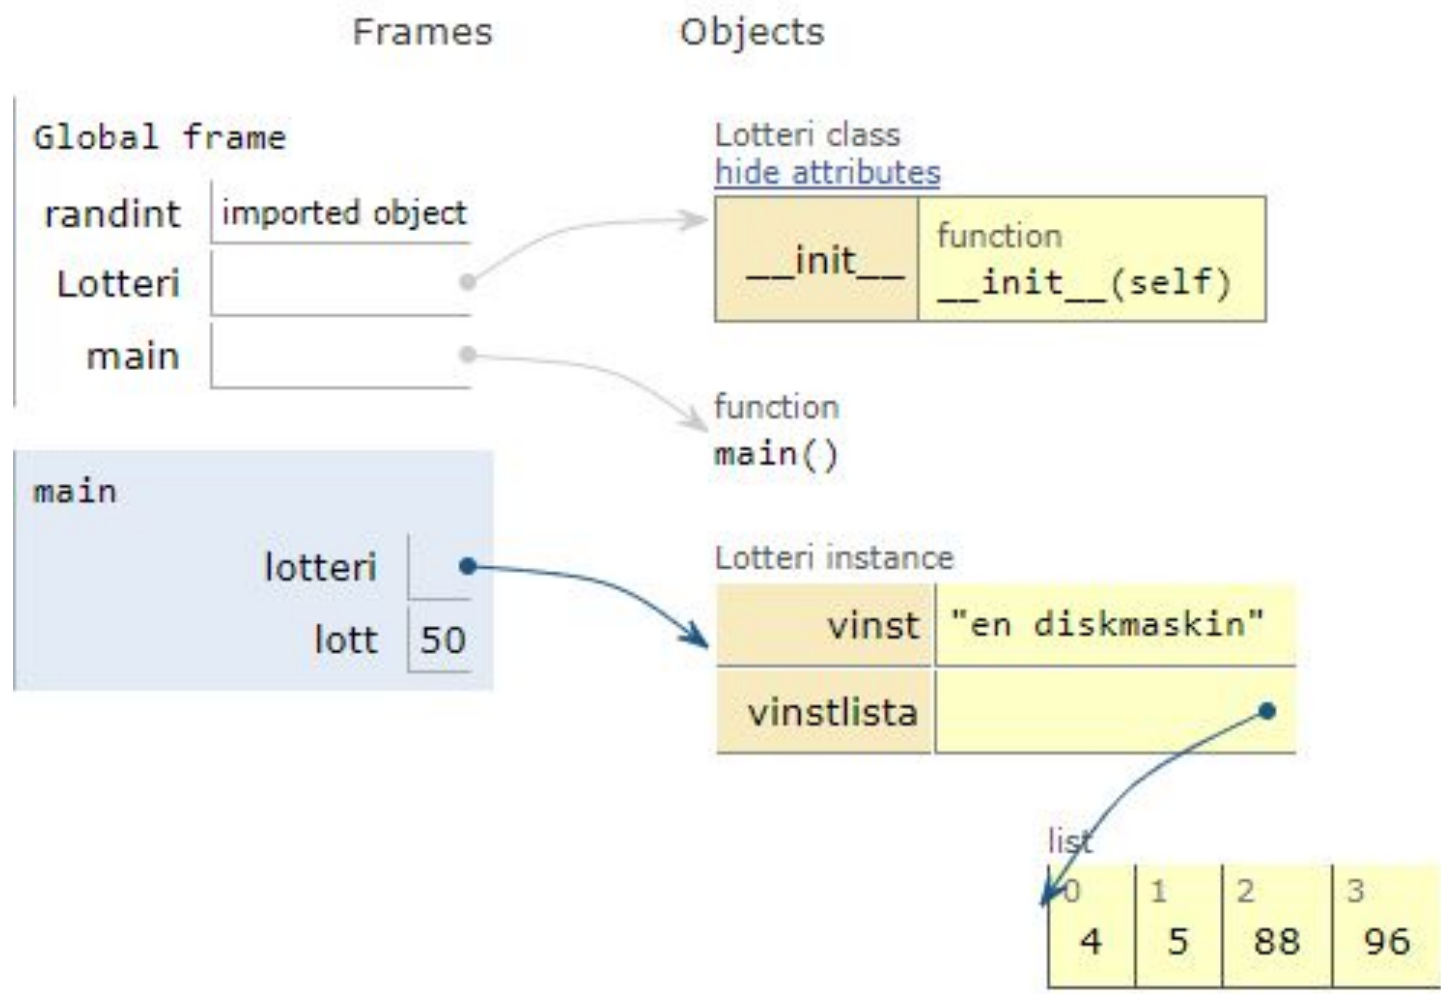 Frames Objects
Global frame
randint imported object
Lotteri
main
Lotteri class
hide attributes
__init__ function
__init__(self)
function
main()
main
lotteri
lott 50
Lotteri instance
vinst "en diskmaskin"
vinstlista
list
0 1 2 3
4 5 88 96